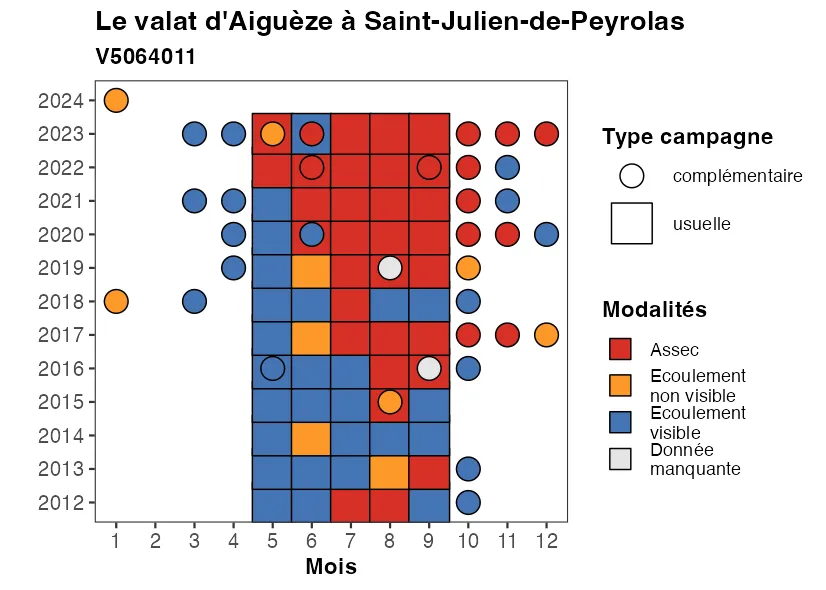 Le valat d'Aiguèze à Saint-Julien-de-Peyrolas
V5064011
2024
2023
2022
2021
2020
2019
2018
2017
2016
2015
2014
2013
2012
1 2 3 4 5 6 7 8 9 10 11 12
Mois
Type campagne
complémentaire
usuelle
Modalités
Assec
Ecoulement
non visible
Ecoulement
visible
Donnée
manquante